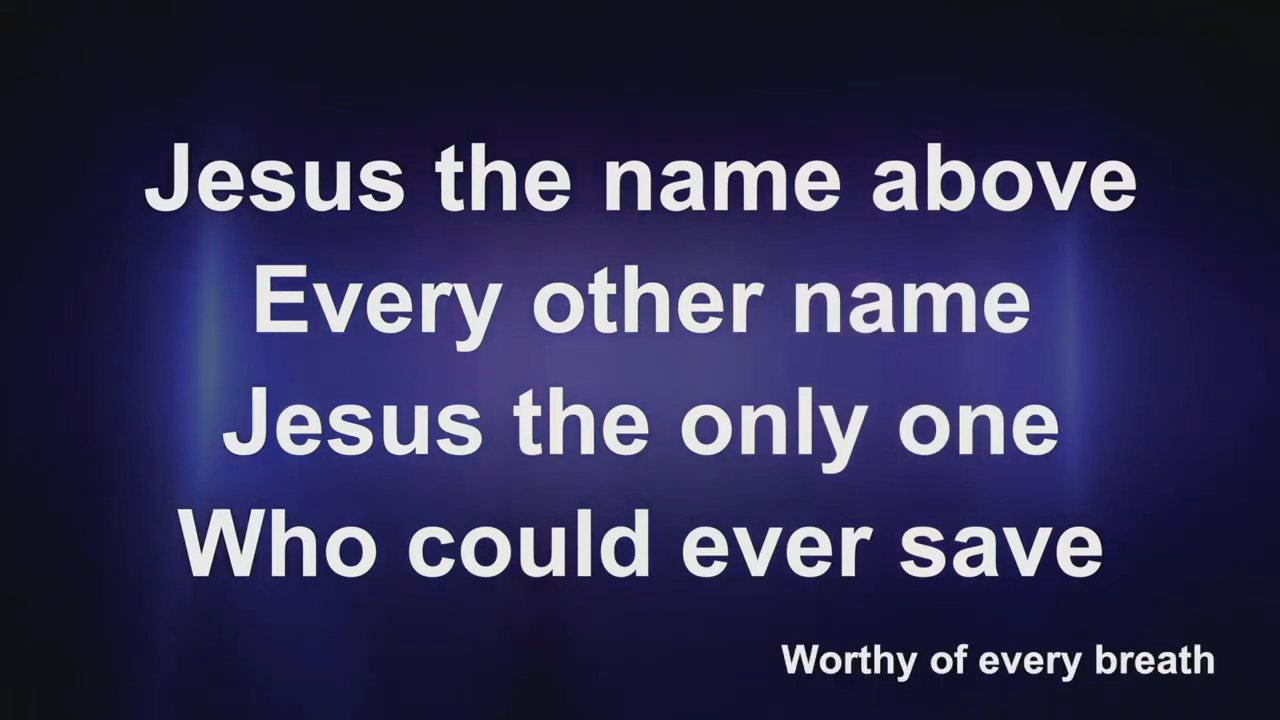 Jesus the name above
Every other name
Jesus the only one
Who could ever save
Worthy of every breath